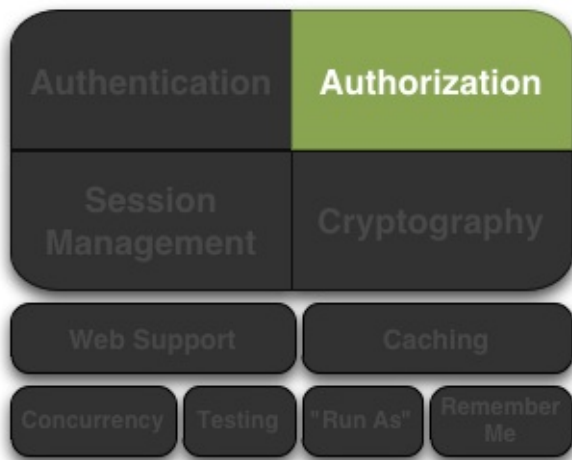 Authentication
Authorization
Session
Management
Cryptography
Web Support
Caching
Concurrency
Testing
"Run As"
Remember
Me